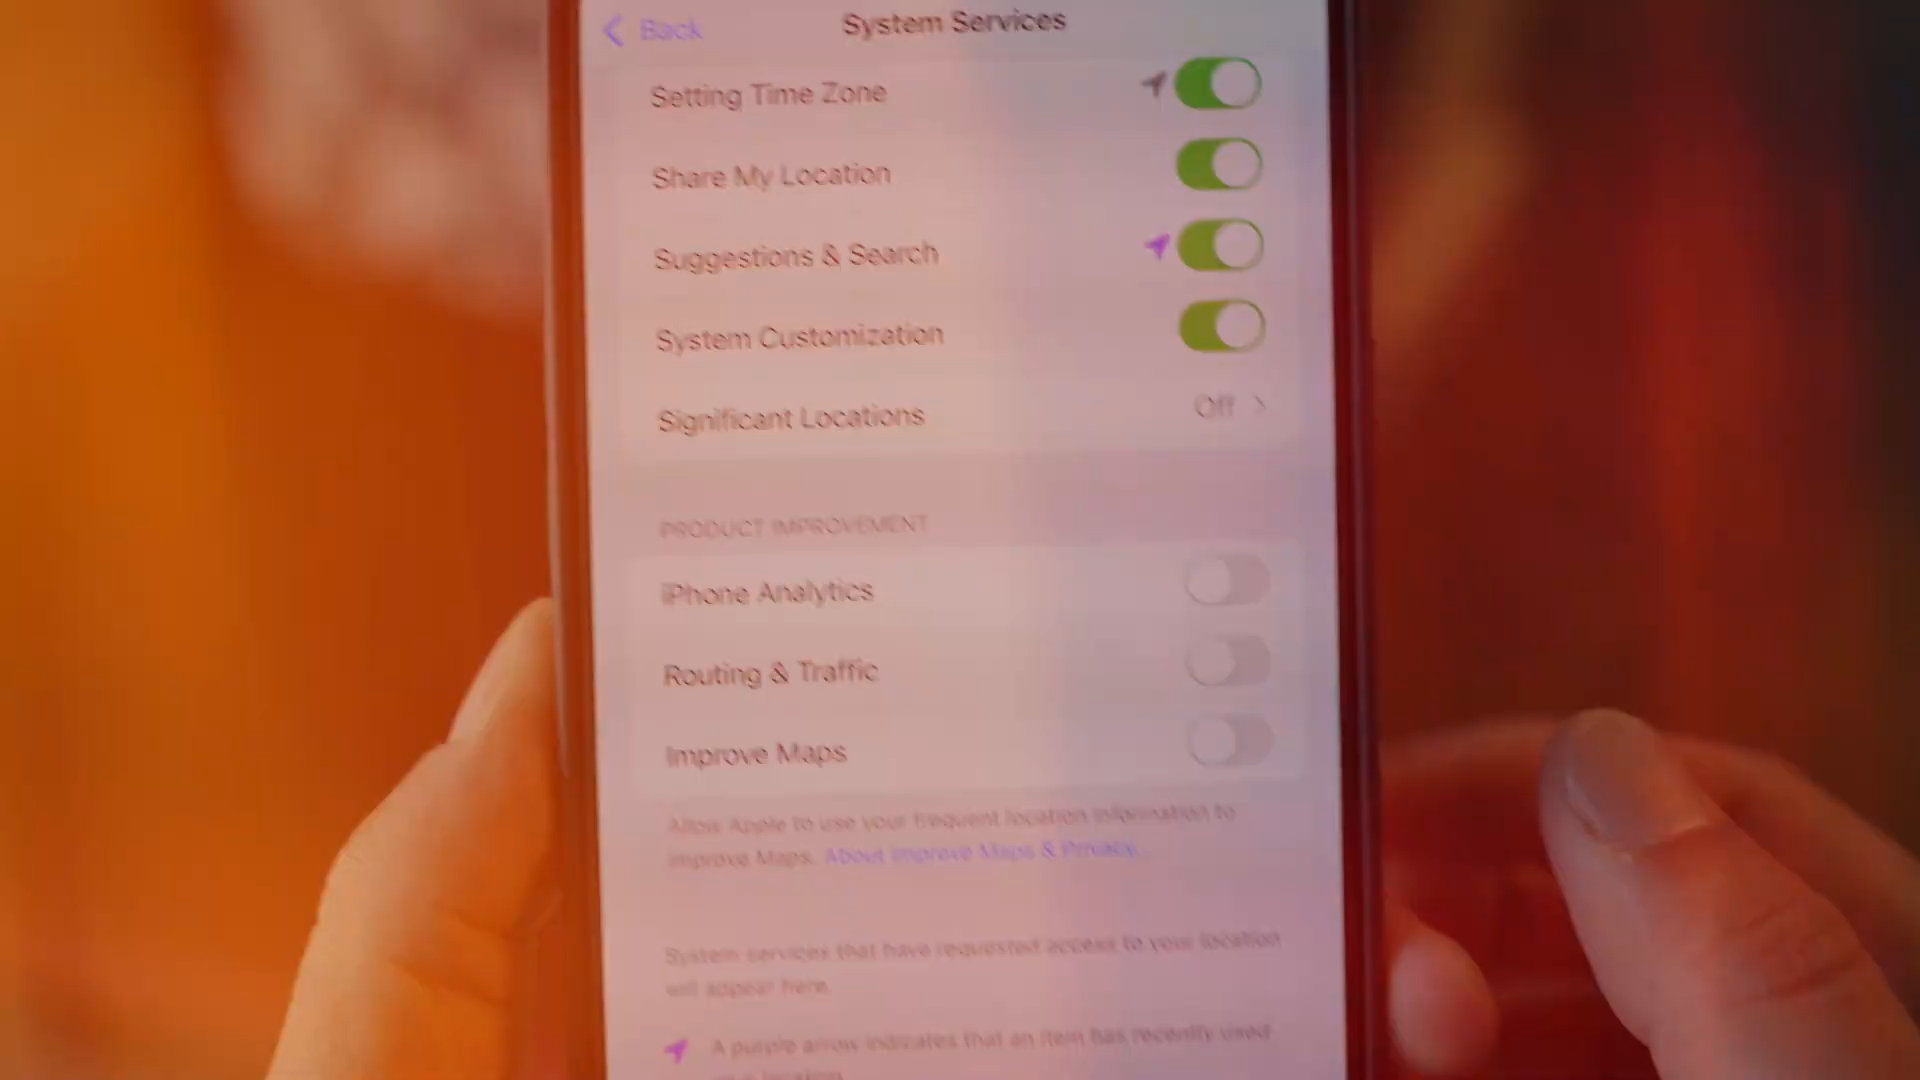 Back
System Services
Setting Time Zone
Share My Location
Suggestions & Search
System Customization
Significant Locations
Off
PRODUCT IMPROVEMENT
iPhone Analytics
Routing & Traffic
Improve Maps
Allow Apple to use your frequent location information to
improve Maps. About Improve Maps & Privacy...
System services that have requested access to your location
will appear here.
A purple arrow indicates that an item has recently used
location